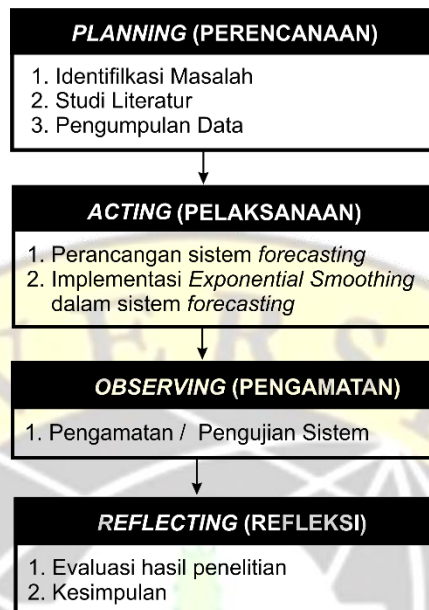 PLANNING (PERENCANAAN)
1. Identifilkasi Masalah
2. Studi Literatur
3. Pengumpulan Data
ACTING (PELAKSANAAN)
1. Perancangan sistem forecasting
2. Implementasi Exponential Smoothing
dalam sistem forecasting
OBSERVING (PENGAMATAN)
1. Pengamatan / Pengujian Sistem
REFLECTING (REFLEKSI)
1. Evaluasi hasil penelitian
2. Kesimpulan